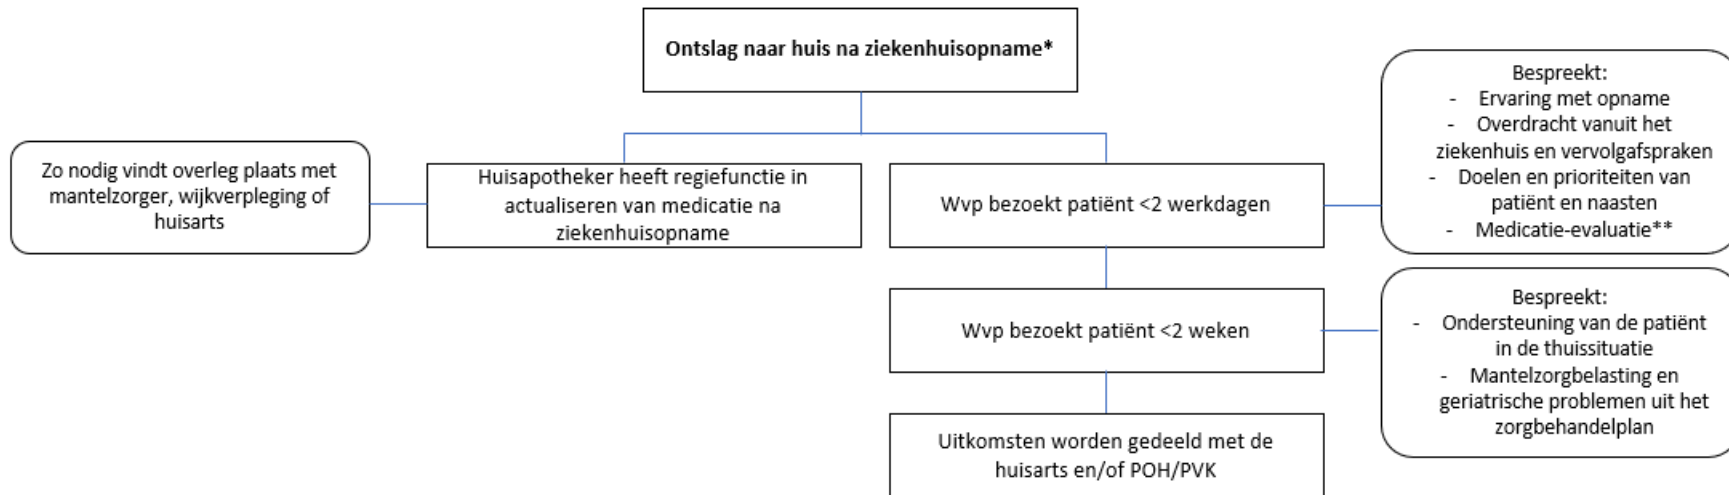 Ontslag naar huis na ziekenhuisopname*
Zo nodig vindt overleg plaats met
mantelzorger, wijkverpleging of
huisarts
Huisapotheker heeft regiefunctie in
actualiseren van medicatie na
ziekenhuisopname
Wvp bezoekt patiënt <2 werkdagen
Bespreekt:
- Ervaring met opname
- Overdracht vanuit het
ziekenhuis en vervolgafspraken
- Doelen en prioriteiten van
patiënt en naasten
- Medicatie-evaluatie**
Wvp bezoekt patiënt <2 weken
Bespreekt:
- Ondersteuning van de patiënt
in de thuissituatie
- Mantelzorgbelasting en
geriatrische problemen uit het
zorgbehandelplan
Uitkomsten worden gedeeld met de
huisarts en/of POH/PVK